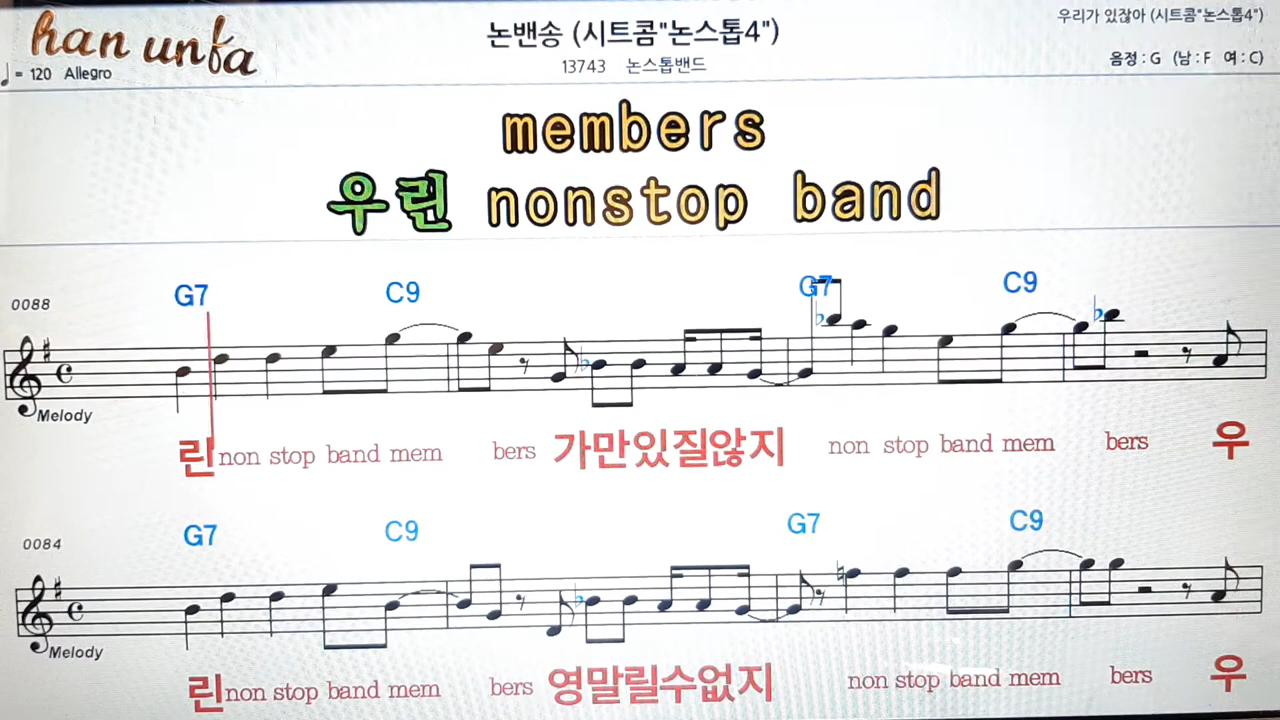 han unfa
논밴송 (시트콤"논스톱4")
우리가 있잖아 (시트콤"논스톱4")
♩= 120 Allegro
13743 논스톱밴드
음정 : G (남 : F 여 : C)
members
우린 nonstop band
0088
G7 C9 G7 C9
Melody
린 non stop band mem bers 가만있질않지 non stop band mem bers 우
0084
G7 C9 G7 C9
Melody
린 non stop band mem bers 영말릴수없지 non stop band mem bers 우